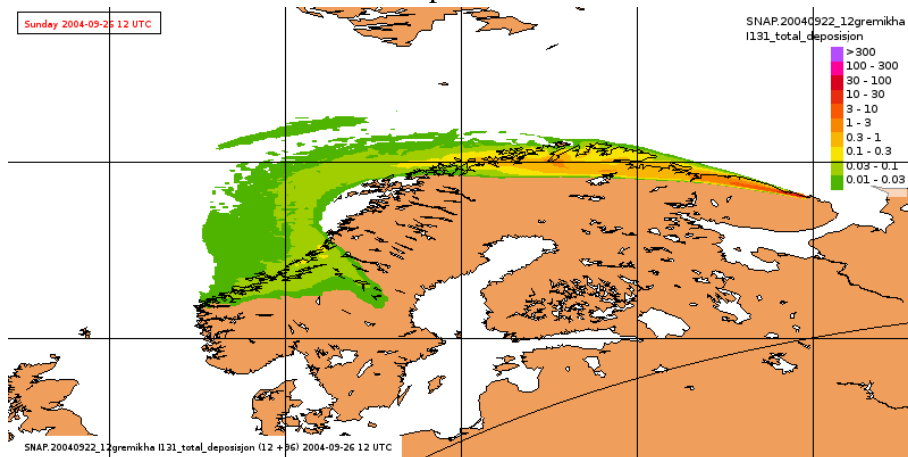 Sunday 2004-09-26 12 UTC
SNAP.20040922_12gremikha
I131_total_deposisjon
>300
100 - 300
30 - 100
10 - 30
3 - 10
1 - 3
0.3 - 1
0.1 - 0.3
0.03 - 0.1
0.01 - 0.03
SNAP.20040922_12gremikha I131_total_deposisjon (12 +96) 2004-09-26 12 UTC